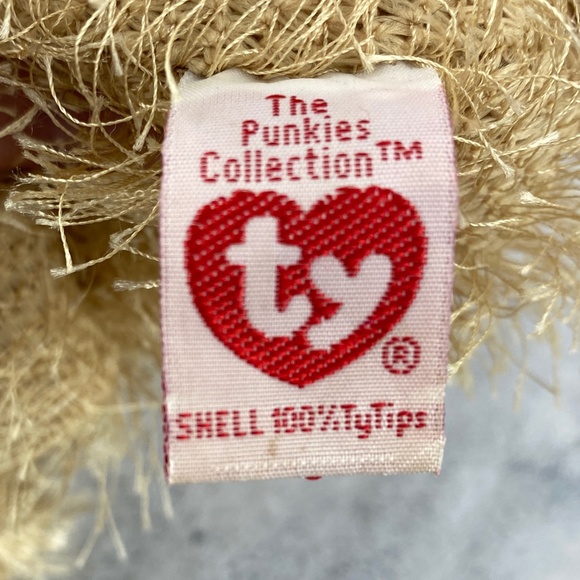 The
Punkies
Collection™
ty
®
SHELL 100%TyTips